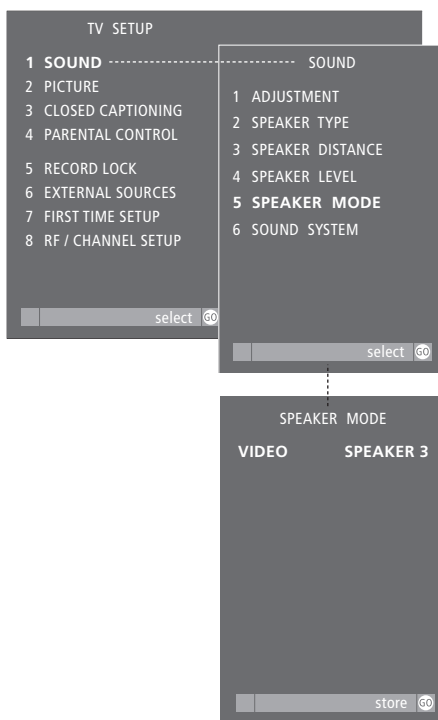 TV SETUP
1 SOUND
2 PICTURE
3 CLOSED CAPTIONING
4 PARENTAL CONTROL
5 RECORD LOCK
6 EXTERNAL SOURCES
7 FIRST TIME SETUP
8 RF / CHANNEL SETUP
select GO
SOUND
1 ADJUSTMENT
2 SPEAKER TYPE
3 SPEAKER DISTANCE
4 SPEAKER LEVEL
5 SPEAKER MODE
6 SOUND SYSTEM
select GO
SPEAKER MODE
VIDEO SPEAKER 3
store GO